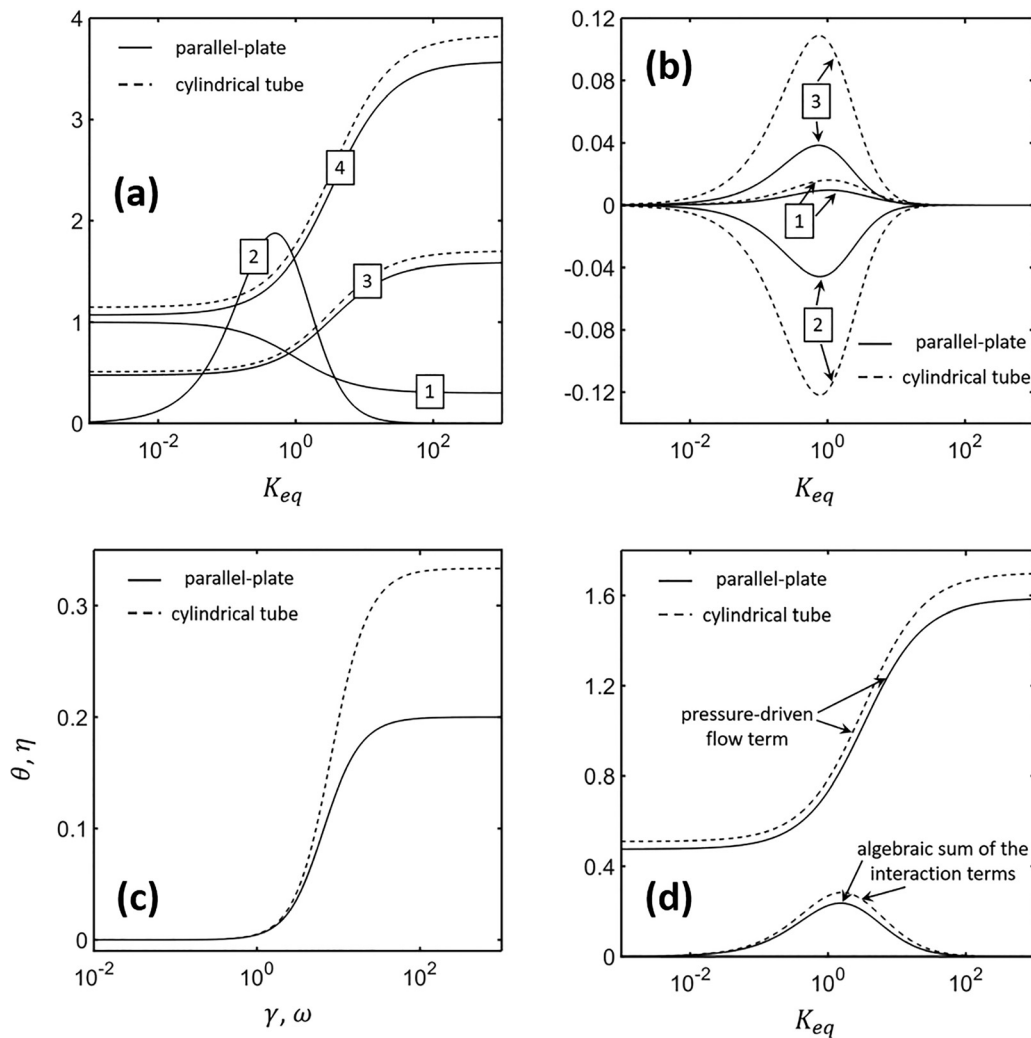 4
3
2
1
0
parallel-plate
cylindrical tube
(a)
4
2
3
1
10^-2
10^0
10^2
K_eq
0.12
0.08
0.04
0
-0.04
-0.08
-0.12
(b)
3
1
2
parallel-plate
cylindrical tube
10^-2
10^0
10^2
K_eq
0.3
0.2
0.1
0
θ, η
parallel-plate
cylindrical tube
(c)
10^-2
10^0
10^2
γ, ω
1.6
1.2
0.8
0.4
0
parallel-plate
cylindrical tube
pressure-driven
flow term
algebraic sum of the
interaction terms
(d)
10^-2
10^0
10^2
K_eq